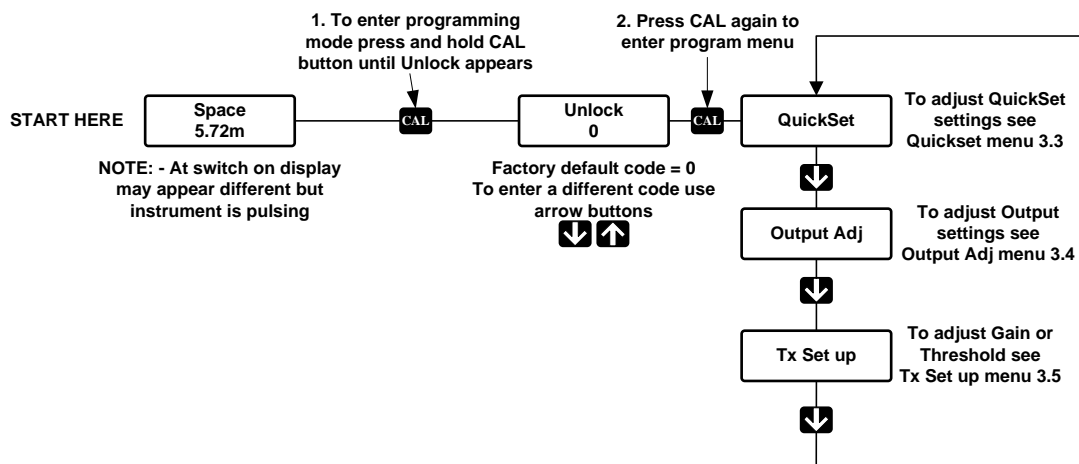 1. To enter programming
mode press and hold CAL
button until Unlock appears
2. Press CAL again to
enter program menu
START HERE
Space
5.72m
CAL
Unlock
0
CAL
QuickSet
To adjust QuickSet
settings see
Quickset menu 3.3
NOTE: - At switch on display
may appear different but
instrument is pulsing
Factory default code = 0
To enter a different code use
arrow buttons
Output Adj
To adjust Output
settings see
Output Adj menu 3.4
Tx Set up
To adjust Gain or
Threshold see
Tx Set up menu 3.5